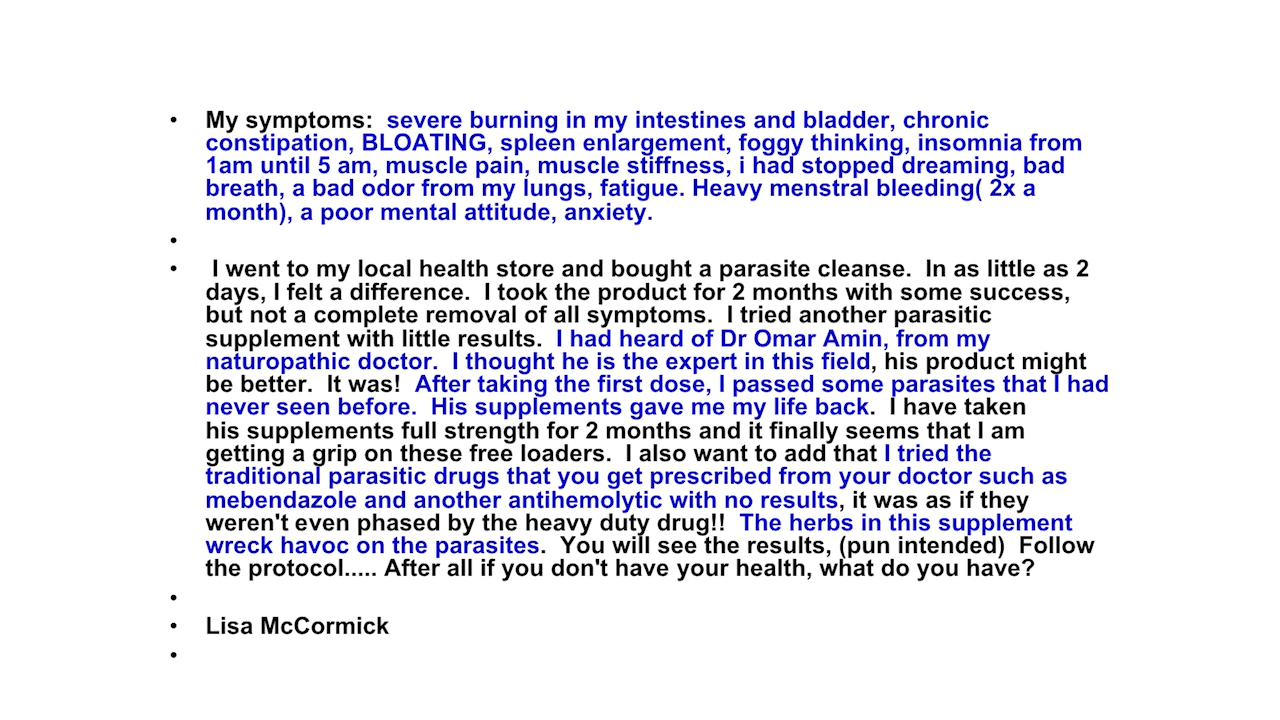 • My symptoms:  severe burning in my intestines and bladder, chronic
constipation, BLOATING, spleen enlargement, foggy thinking, insomnia from
1am until 5 am, muscle pain, muscle stiffness, i had stopped dreaming, bad
breath, a bad odor from my lungs, fatigue. Heavy menstral bleeding( 2x a
month), a poor mental attitude, anxiety.
•
• I went to my local health store and bought a parasite cleanse.  In as little as 2
days, I felt a difference.  I took the product for 2 months with some success,
but not a complete removal of all symptoms.  I tried another parasitic
supplement with little results.  I had heard of Dr Omar Amin, from my
naturopathic doctor.  I thought he is the expert in this field, his product might
be better.  It was!  After taking the first dose, I passed some parasites that I had
never seen before.  His supplements gave me my life back.  I have taken
his supplements full strength for 2 months and it finally seems that I am
getting a grip on these free loaders.  I also want to add that I tried the
traditional parasitic drugs that you get prescribed from your doctor such as
mebendazole and another antihemolytic with no results, it was as if they
weren't even phased by the heavy duty drug!!  The herbs in this supplement
wreck havoc on the parasites.  You will see the results, (pun intended)  Follow
the protocol..... After all if you don't have your health, what do you have?
•
• Lisa McCormick
•